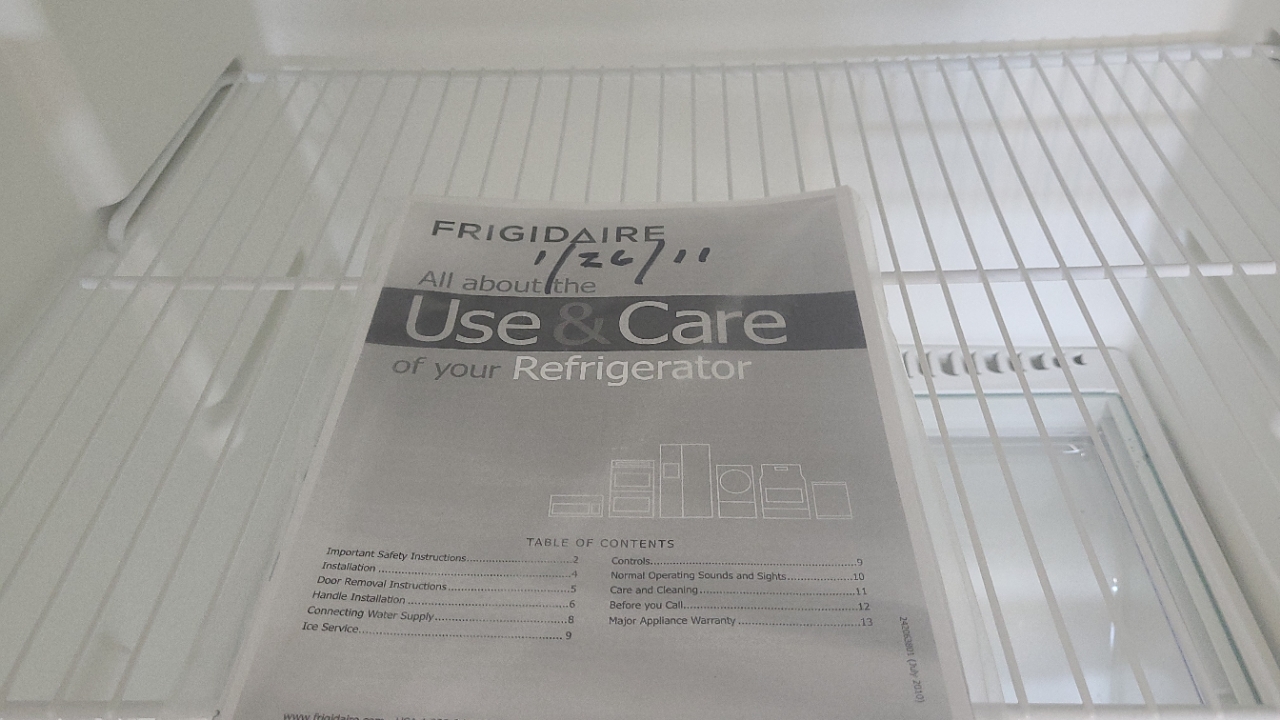 FRIGIDAIRE
1/26/11
All about the
Use & Care
of your Refrigerator
TABLE OF CONTENTS
Important Safety Instructions..............................2
Installation.......................................................4
Door Removal Instructions...................................5
Handle Installation.............................................6
Connecting Water Supply.....................................8
Ice Service........................................................9
Controls............................................................9
Normal Operating Sounds and Sights....................10
Care and Cleaning..............................................11
Before you Call..................................................12
Major Appliance Warranty...................................13
(July 2010)
www.frigidaire.com